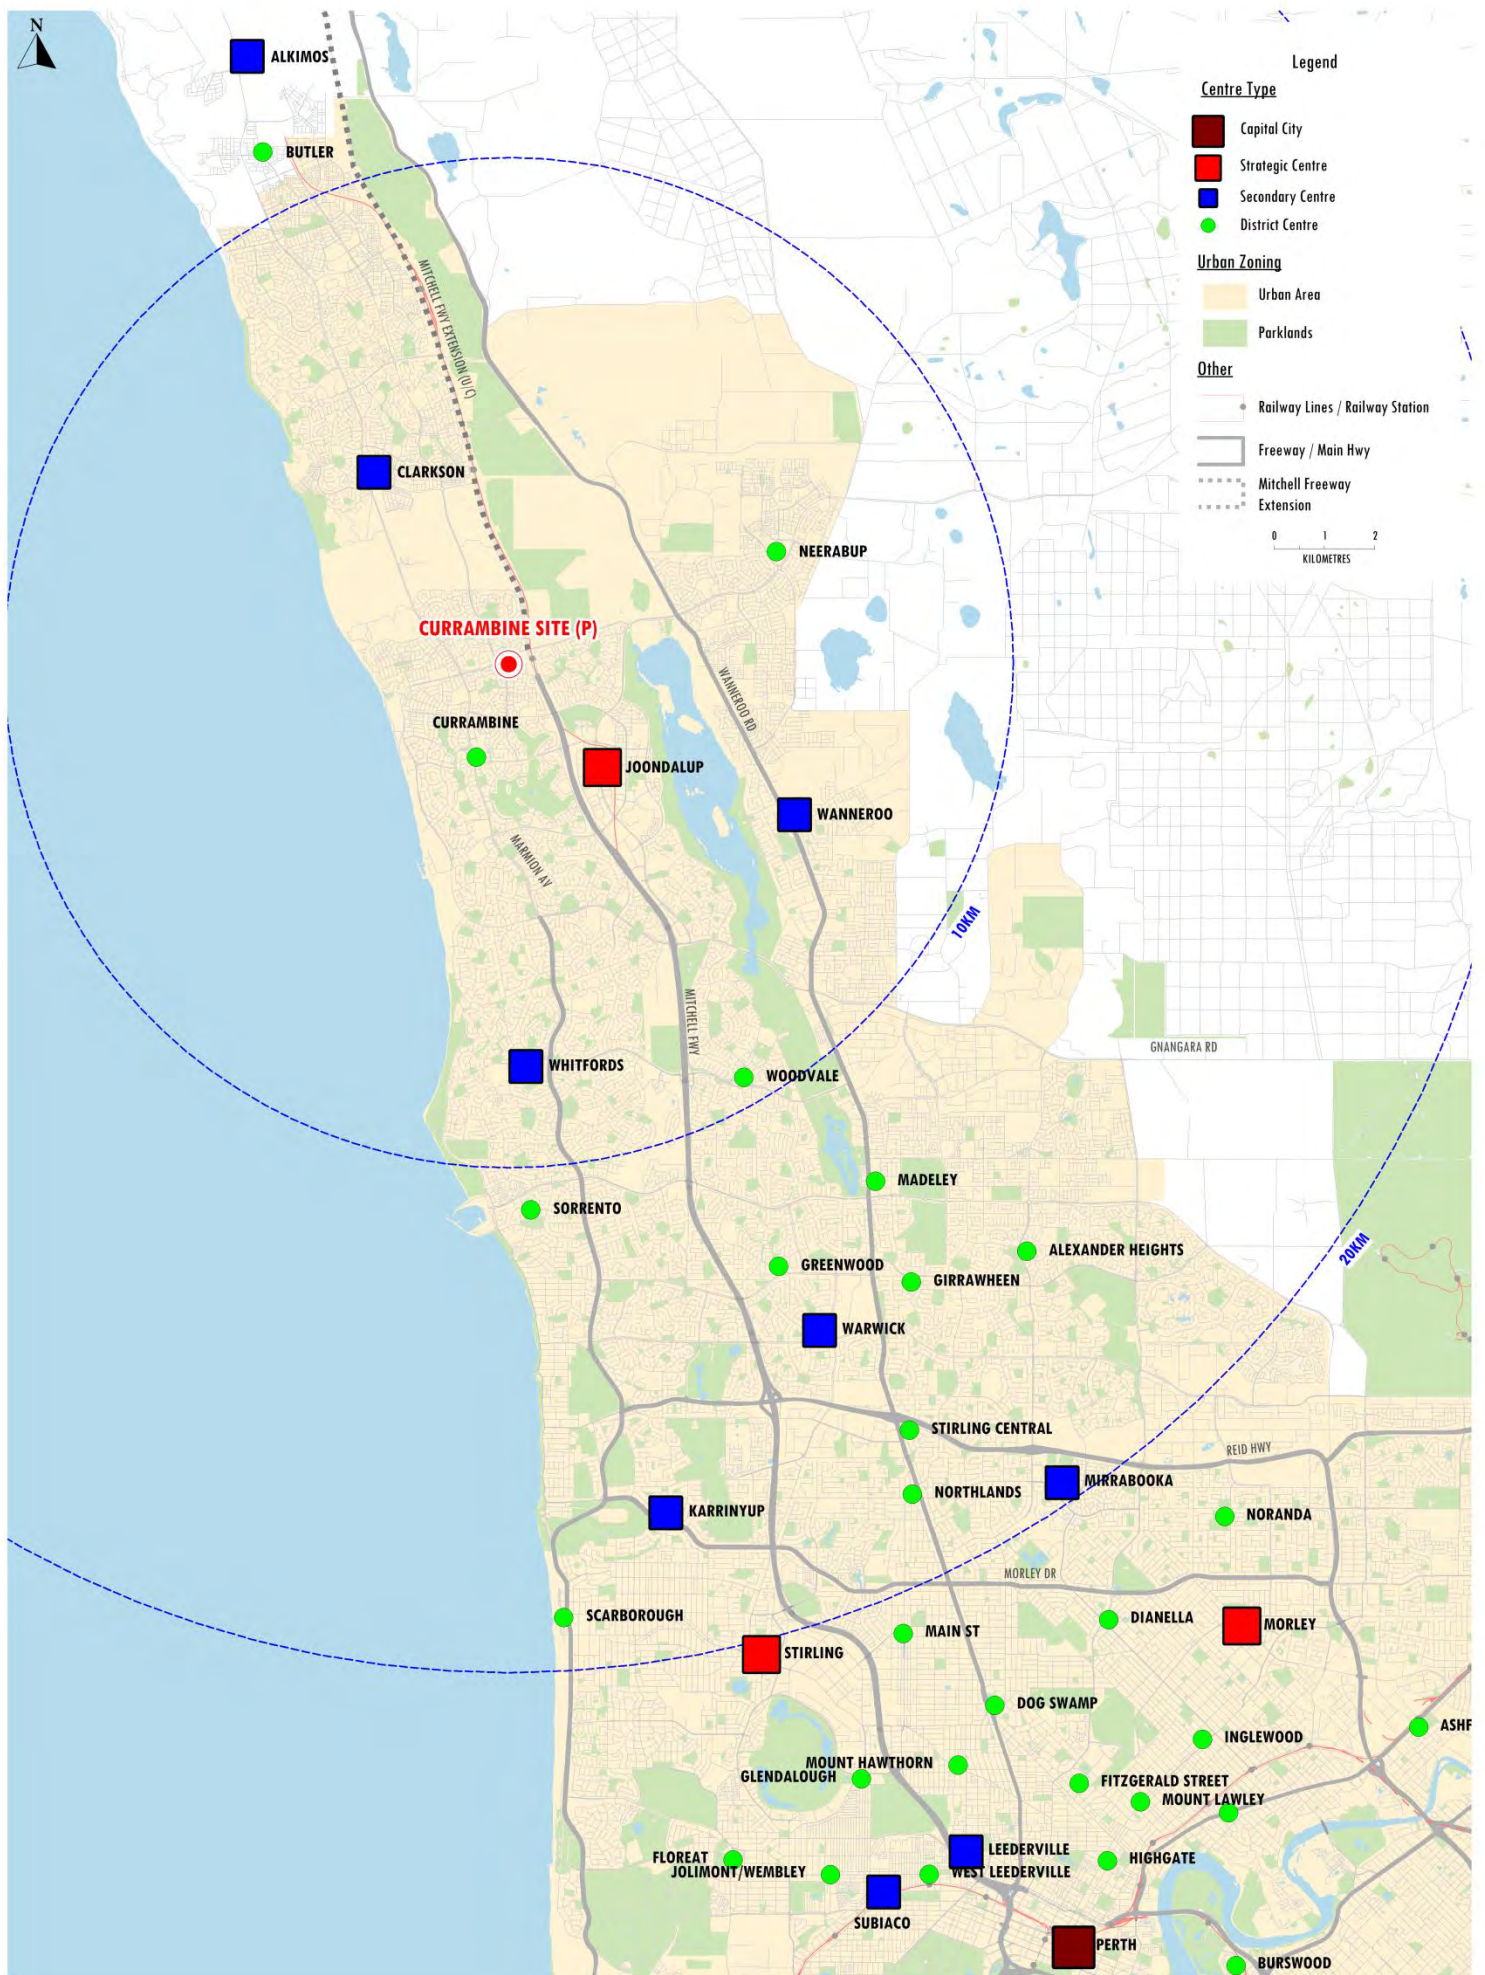 N
ALKIMOS
BUTLER
Legend
Centre Type
Capital City
Strategic Centre
Secondary Centre
District Centre
Urban Zoning
Urban Area
Parklands
Other
Railway Lines / Railway Station
Freeway / Main Hwy
Mitchell Freeway
Extension
0 1 2
KILOMETRES
MITCHELL FWY EXTENSION (U/C)
CLARKSON
NEERABUP
CURRAMBINE SITE (P)
WANNEROO RD
CURRAMBINE
JOONDALUP
WANNEROO
MARMION AV
10KM
MITCHELL FWY
GNANGARA RD
WHITFORDS
WOODVALE
MADELEY
SORRENTO
ALEXANDER HEIGHTS
20KM
GREENWOOD
GIRRAWHEEN
WARWICK
STIRLING CENTRAL
REID HWY
MIRRABOOKA
NORTHLANDS
KARRINYUP
NORANDA
MORLEY DR
SCARBOROUGH
DIANELLA
MORLEY
MAIN ST
STIRLING
DOG SWAMP
ASHF
INGLEWOOD
MOUNT HAWTHORN
GLENDALOUGH
FITZGERALD STREET
MOUNT LAWLEY
LEEDERVILLE
FLOREAT
HIGHGATE
JOLIMONT/WEMBLEY
WEST LEEDERVILLE
SUBIACO
PERTH
BURSWOOD